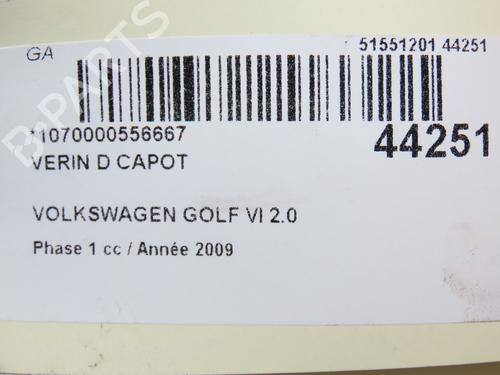 GA
51551201 44251
*1070000556667
44251
VERIN D CAPOT
VOLKSWAGEN GOLF VI 2.0
Phase 1 cc / Année 2009
B-PARTS